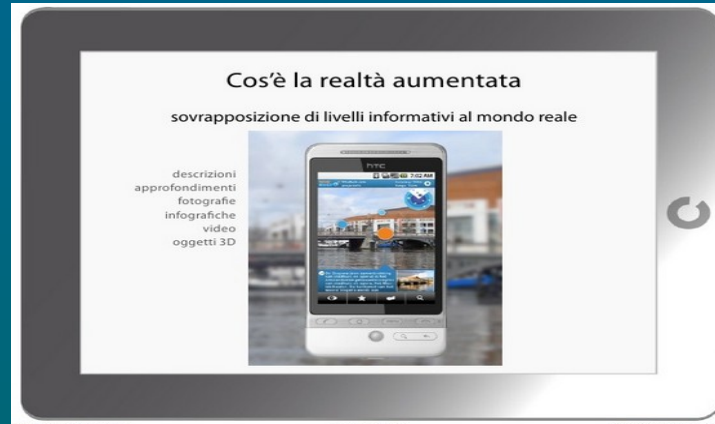 Cos'è la realtà aumentata
sovrapposizione di livelli informativi al mondo reale
descrizioni
approfondimenti
fotografie
infografiche
video
oggetti 3D
hTC
7:02 AM